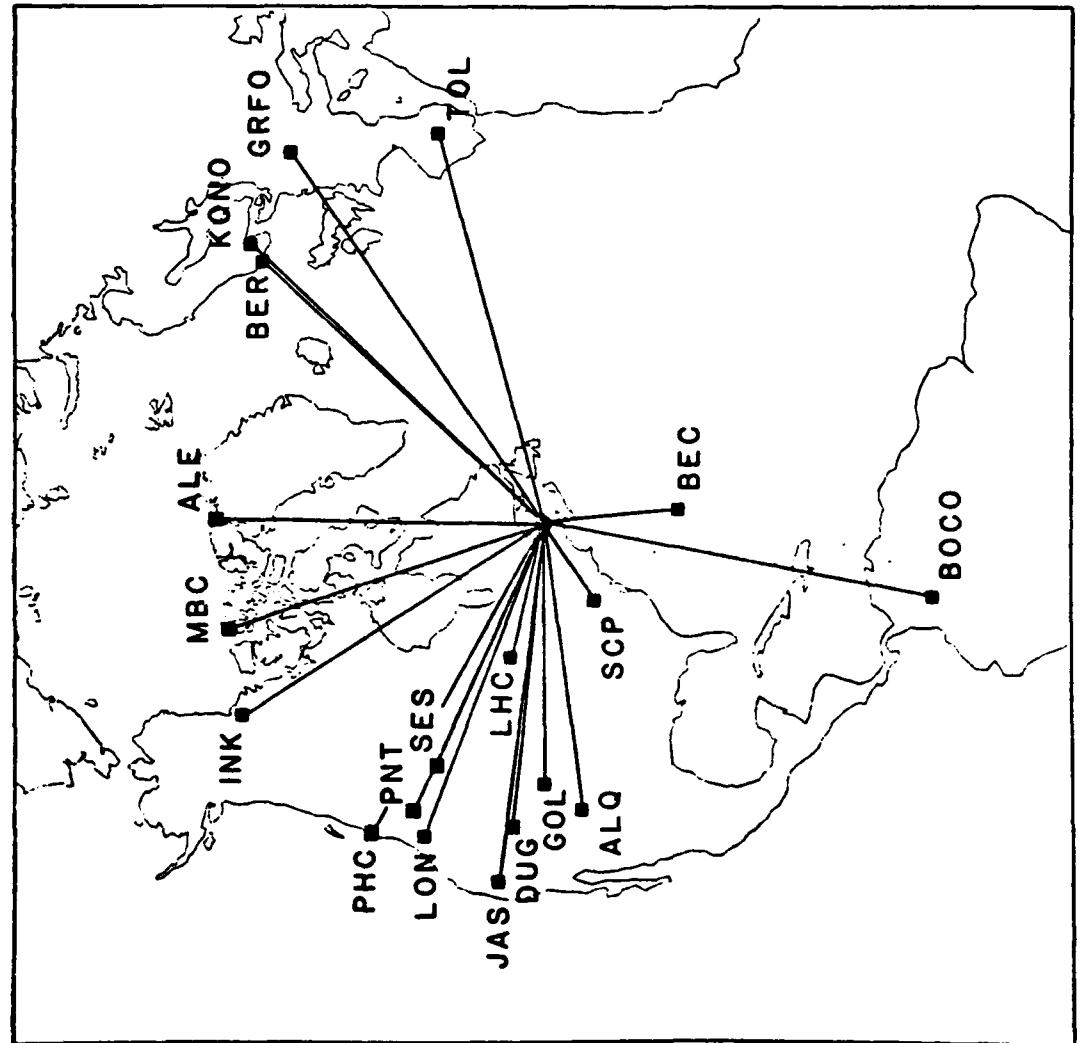 TOL
GRFO
KONO
BER
ALE
MBC
BEC
BOCO
SCP
LHC
INK
SES
PNT
PHC
LON
GOL
ALQ
DUG
JAS